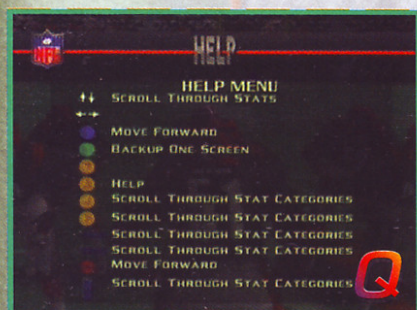 NFL
HELP
HELP MENU
SCROLL THROUGH STATS
MOVE FORWARD
BACKUP ONE SCREEN
HELP
SCROLL THROUGH STAT CATEGORIES
SCROLL THROUGH STAT CATEGORIES
SCROLL THROUGH STAT CATEGORIES
SCROLL THROUGH STAT CATEGORIES
MOVE FORWARD
SCROLL THROUGH STAT CATEGORIES
Q